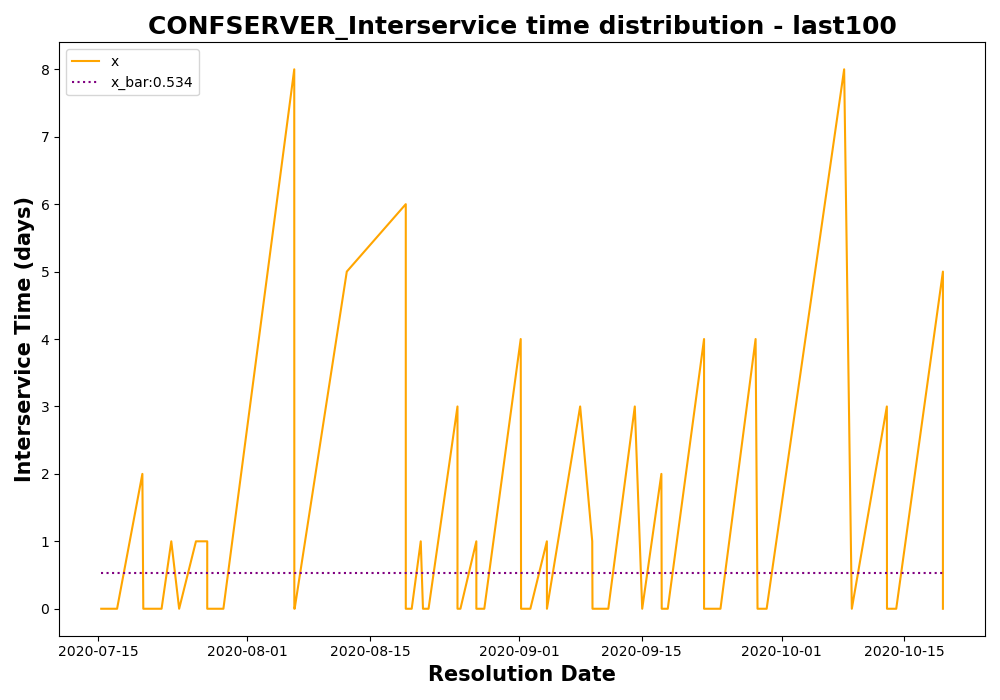 CONFSERVER_Interservice time distribution - last100
x
x_bar:0.534
Interservice Time (days)
8
7
6
5
4
3
2
1
0
2020-07-15 2020-08-01 2020-08-15 2020-09-01 2020-09-15 2020-10-01 2020-10-15
Resolution Date